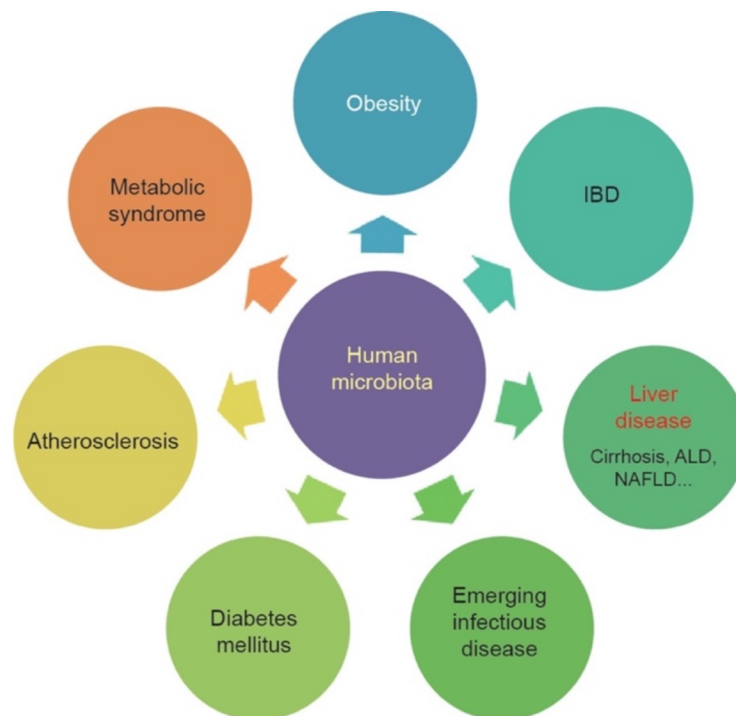 Obesity
Metabolic
syndrome
IBD
Human
microbiota
Liver
disease
Cirrhosis, ALD,
NAFLD...
Atherosclerosis
Diabetes
mellitus
Emerging
infectious
disease